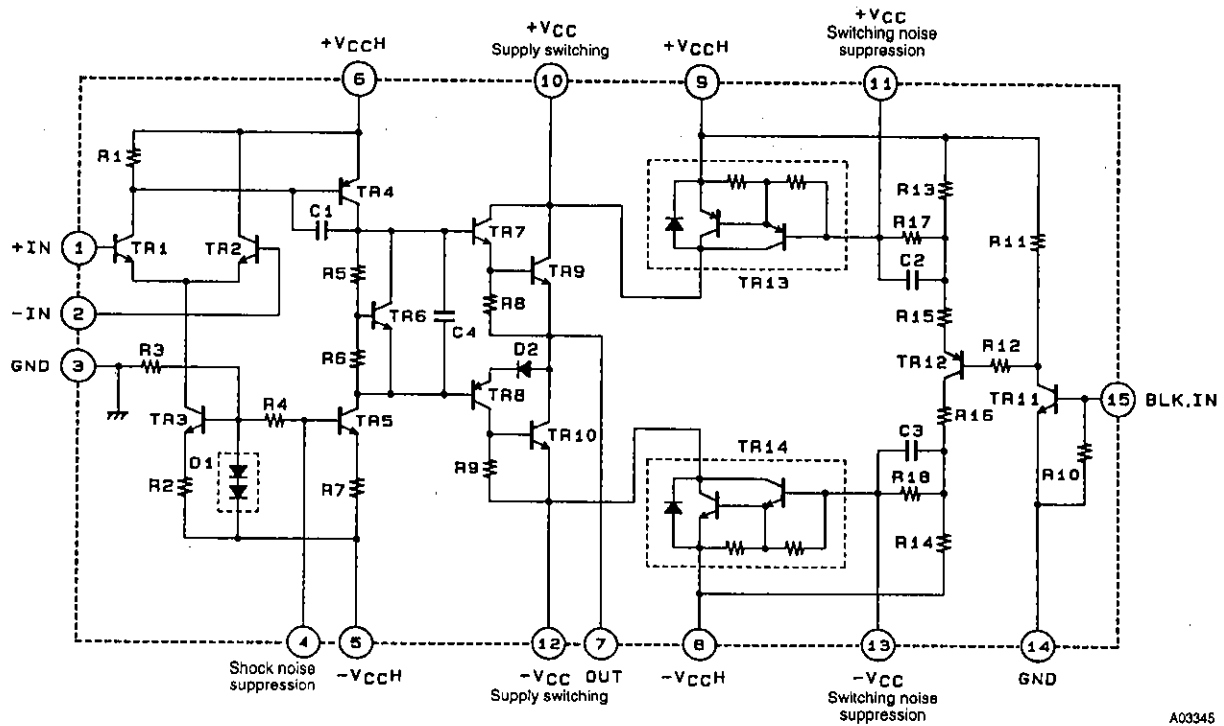 +VCCH
+VCC
Supply switching
+VCCH
+VCC
Switching noise
suppression
6
10
9
11
R1
TR4
C1
R13
R17
R11
+IN
1
TR1
TR2
TR7
TR9
TR13
C2
R5
R8
R15
-IN
2
TR6
C4
GND
3
R3
R6
D2
TR12
R12
TR3
R4
TR5
TR8
TR10
TR11
15
BLK.IN
R16
D1
R2
R7
R9
TR14
C3
R18
R10
R14
4
5
12
7
8
13
14
Shock noise
suppression
-VCCH
-VCC
OUT
Supply switching
-VCCH
-VCC
Switching noise
suppression
GND
A03345